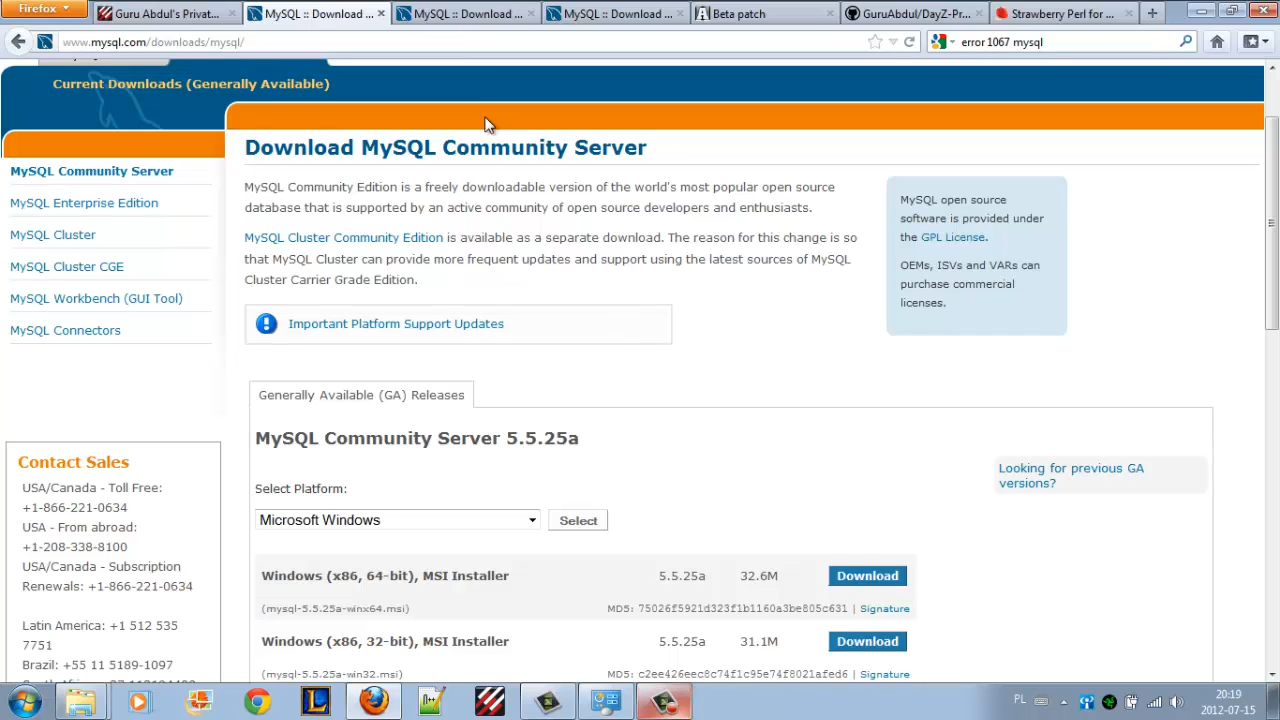 Firefox
Guru Abdul's Privat...
MySQL :: Download ...
MySQL :: Download ...
MySQL :: Download ...
Beta patch
GuruAbdul/DayZ-Pr...
Strawberry Perl for ...
www.mysql.com/downloads/mysql/
error1067 mysql
Current Downloads (Generally Available)
MySQL Community Server
MySQL Enterprise Edition
MySQL Cluster
MySQL Cluster CGE
MySQL Workbench (GUI Tool)
MySQL Connectors
Contact Sales
USA/Canada - Toll Free:
+1-866-221-0634
USA - From abroad:
+1-208-338-8100
USA/Canada - Subscription
Renewals: +1-866-221-0634
Latin America: +1 512 535
7751
Brazil: +55 11 5189-1097
Download MySQL Community Server
MySQL Community Edition is a freely downloadable version of the world's most popular open source
database that is supported by an active community of open source developers and enthusiasts.
MySQL Cluster Community Edition is available as a separate download. The reason for this change is so
that MySQL Cluster can provide more frequent updates and support using the latest sources of MySQL
Cluster Carrier Grade Edition.
Important Platform Support Updates
MySQL open source
software is provided under
the GPL License.
OEMs, ISVs and VARs can
purchase commercial
licenses.
Generally Available (GA) Releases
MySQL Community Server 5.5.25a
Looking for previous GA
versions?
Select Platform:
Microsoft Windows
Select
Windows (x86, 64-bit), MSI Installer 5.5.25a 32.6M Download
(mysql-5.5.25a-winx64.msi) MD5: 75026f5921d323f1b1160a3be805c631 | Signature
Windows (x86, 32-bit), MSI Installer 5.5.25a 31.1M Download
(mysql-5.5.25a-win32.msi) MD5: c2ee426eec8c74f1c95e74f8021afed6 | Signature
PL
20:19
2012-07-15